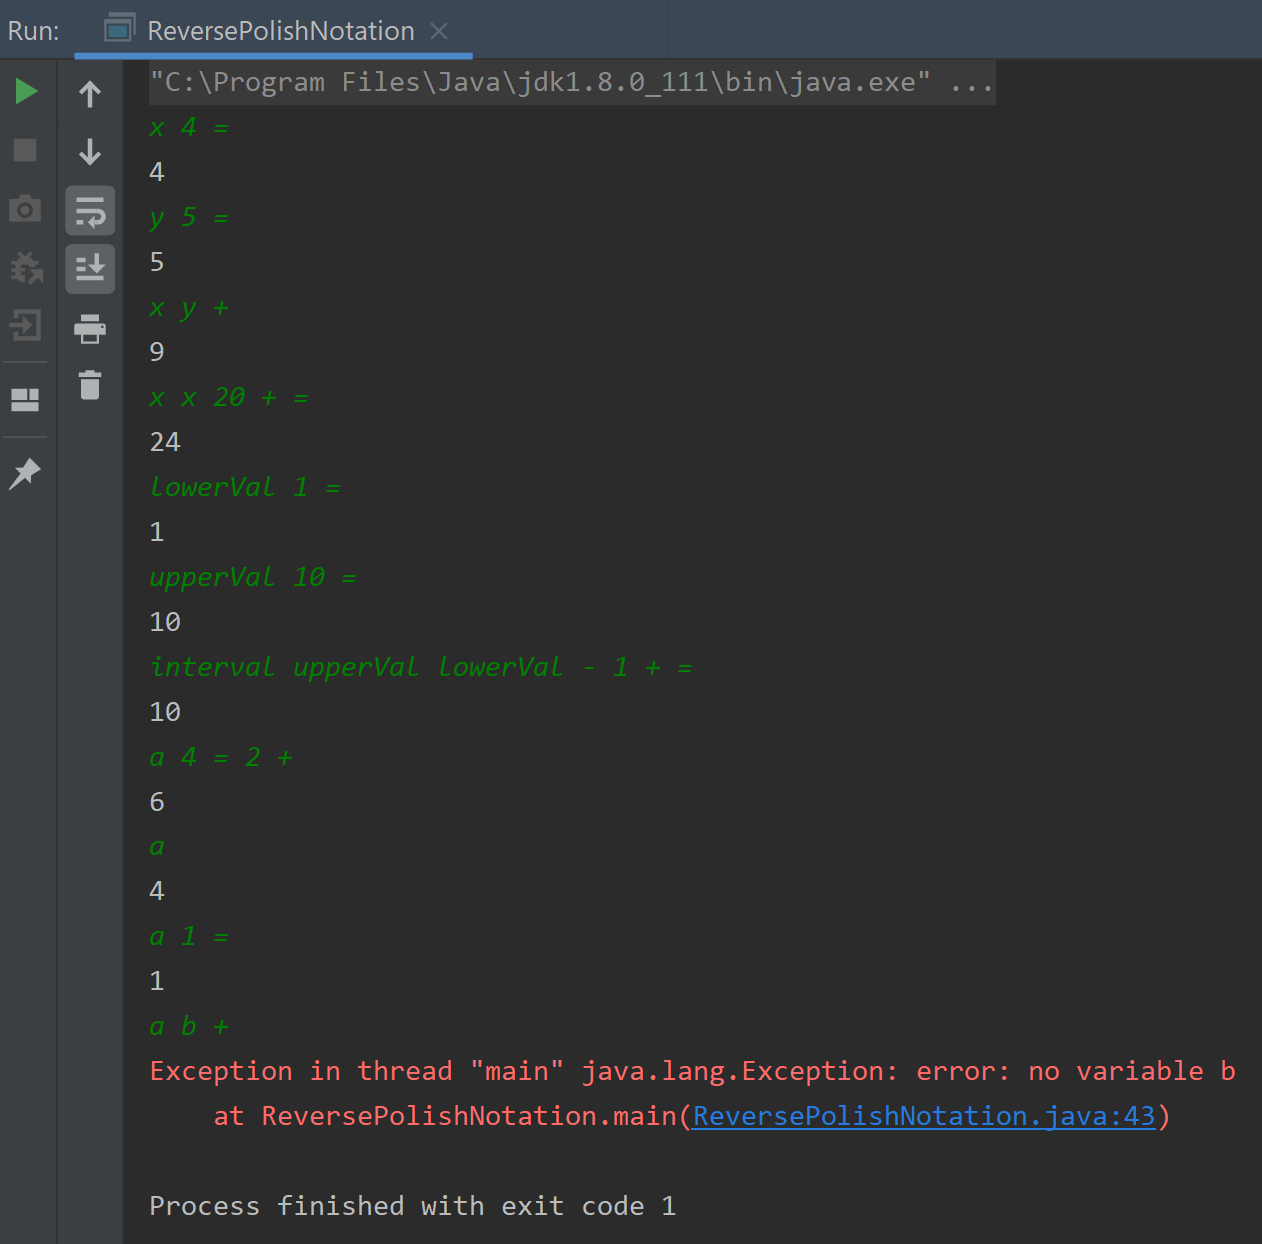 Run: ReversePolishNotation
"C:\Program Files\Java\jdk1.8.0_111\bin\java.exe" ...
x 4 =
4
y 5 =
5
x y +
9
x x 20 + =
24
lowerVal 1 =
1
upperVal 10 =
10
interval upperVal lowerVal - 1 + =
10
a 4 = 2 +
6
a
4
a 1 =
1
a b +
Exception in thread "main" java.lang.Exception: error: no variable b
at ReversePolishNotation.main(ReversePolishNotation.java:43)
Process finished with exit code 1